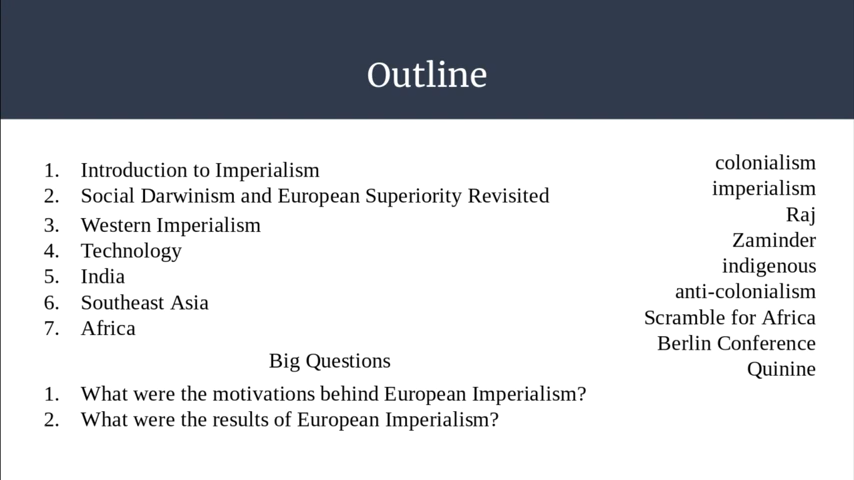 Outline
1. Introduction to Imperialism
2. Social Darwinism and European Superiority Revisited
3. Western Imperialism
4. Technology
5. India
6. Southeast Asia
7. Africa
Big Questions
1. What were the motivations behind European Imperialism?
2. What were the results of European Imperialism?
colonialism
imperialism
Raj
Zaminder
indigenous
anti-colonialism
Scramble for Africa
Berlin Conference
Quinine